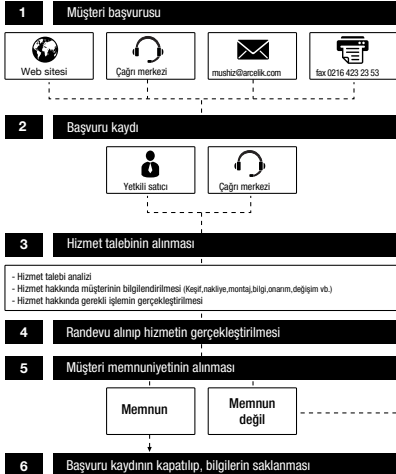 1 Müşteri başvurusu
Web sitesi
Çağrı merkezi
mushiz@arcelik.com
fax 0216 423 23 53
2 Başvuru kaydı
Yetkili satıcı
Çağrı merkezi
3 Hizmet talebinin alınması
- Hizmet talebi analizi
- Hizmet hakkında müşterinin bilgilendirilmesi (Keşif,nakliye,montaj,bilgi,onarım,değişim vb.)
- Hizmet hakkında gerekli işlemin gerçekleştirilmesi
4 Randevu alınıp hizmetin gerçekleştirilmesi
5 Müşteri memnuniyetinin alınması
Memnun
Memnun
değil
6 Başvuru kaydının kapatılıp, bilgilerin saklanması